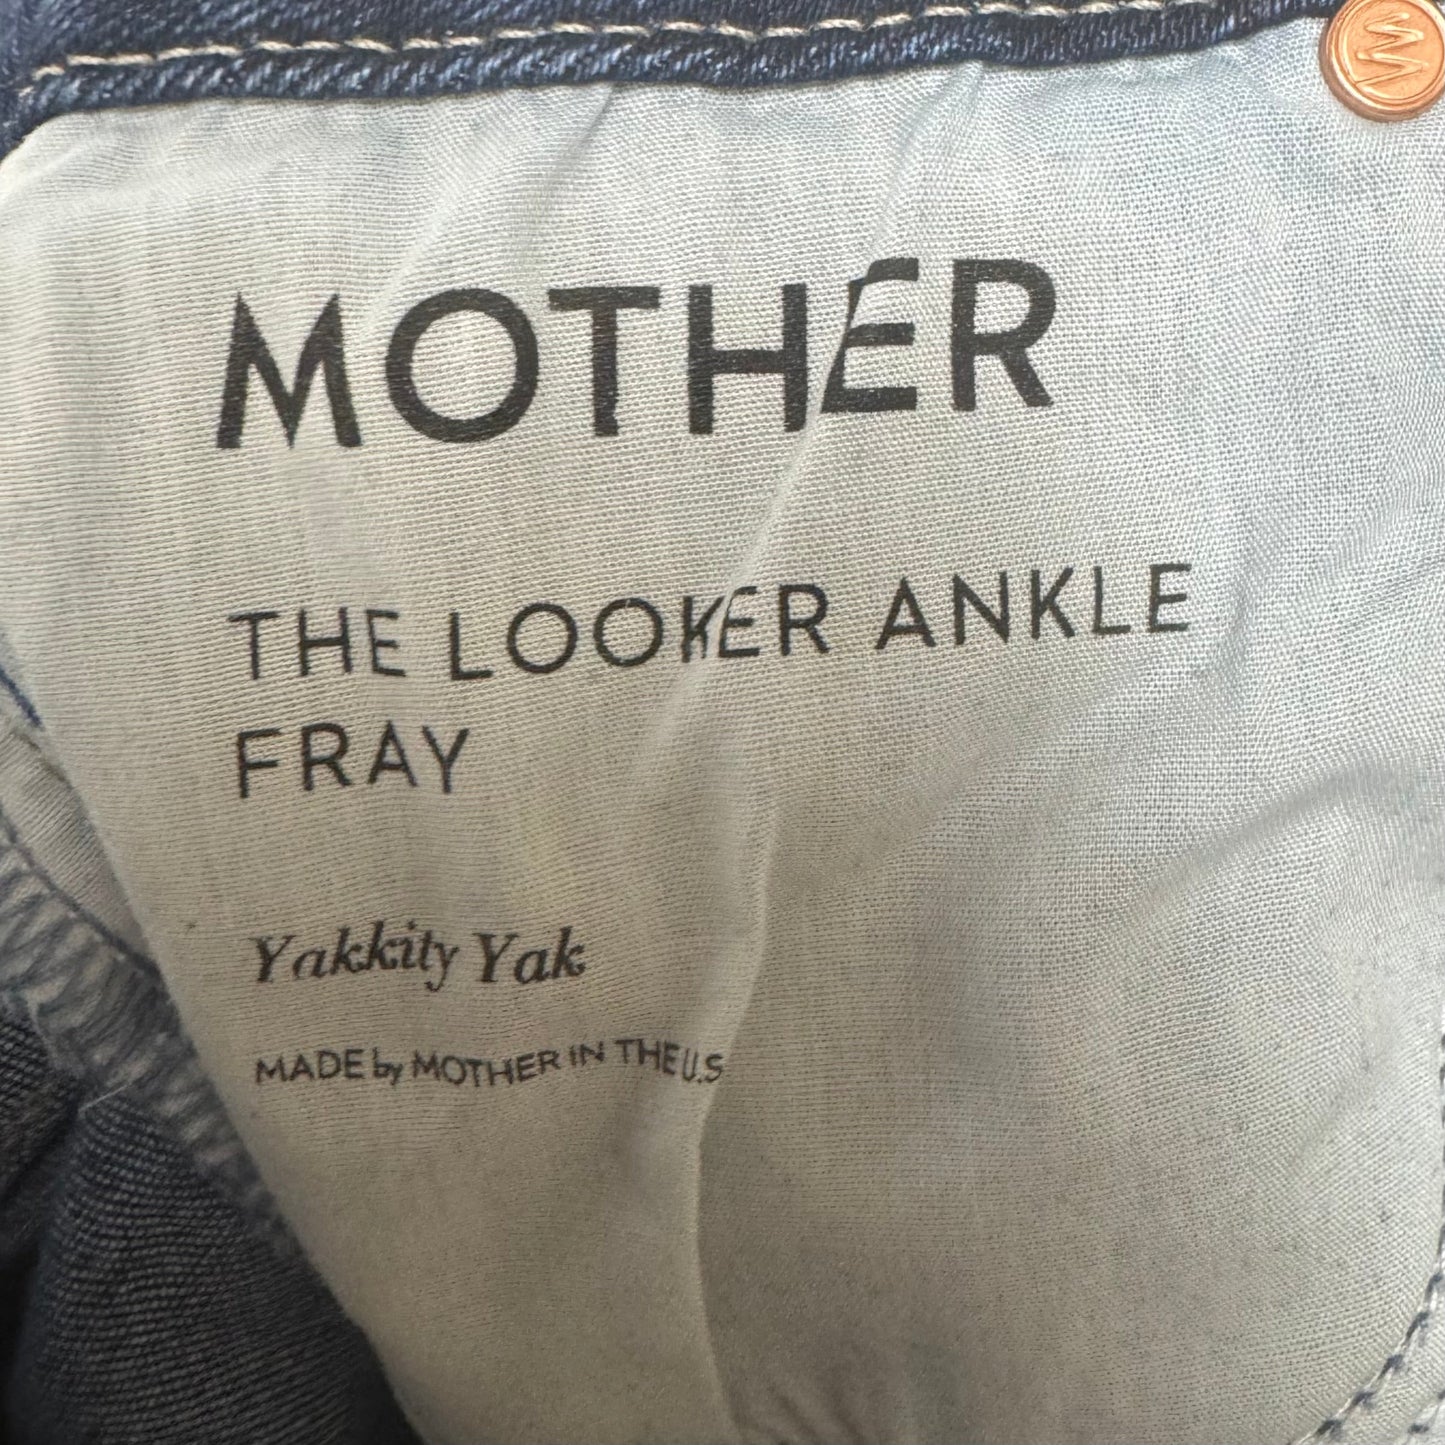 MOTHER
THE LOOKER ANKLE
FRAY
Yakkity Yak
MADE by MOTHER IN THE U.S